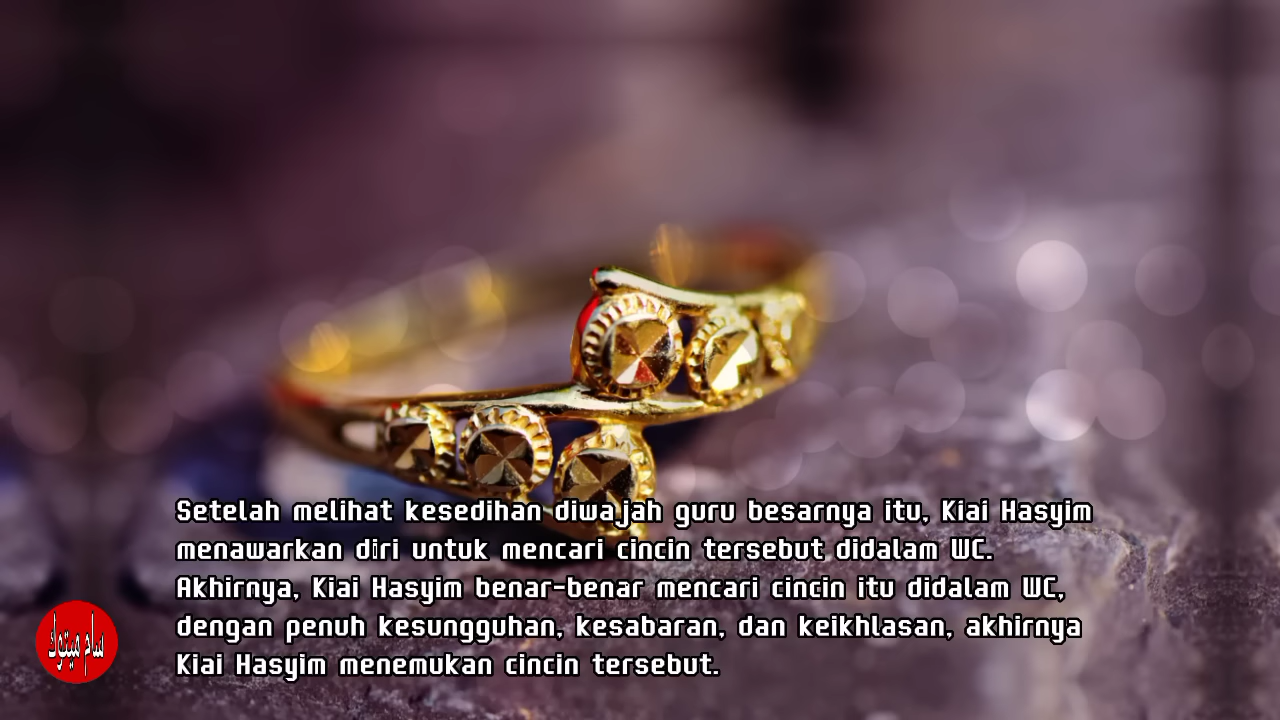 Setelah melihat kesedihan diwajah guru besarnya itu, Kiai Hasyim
menawarkan diri untuk mencari cincin tersebut didalam WC.
Akhirnya, Kiai Hasyim benar-benar mencari cincin itu didalam WC,
dengan penuh kesungguhan, kesabaran, dan keikhlasan, akhirnya
Kiai Hasyim menemukan cincin tersebut.
سام ميتوك